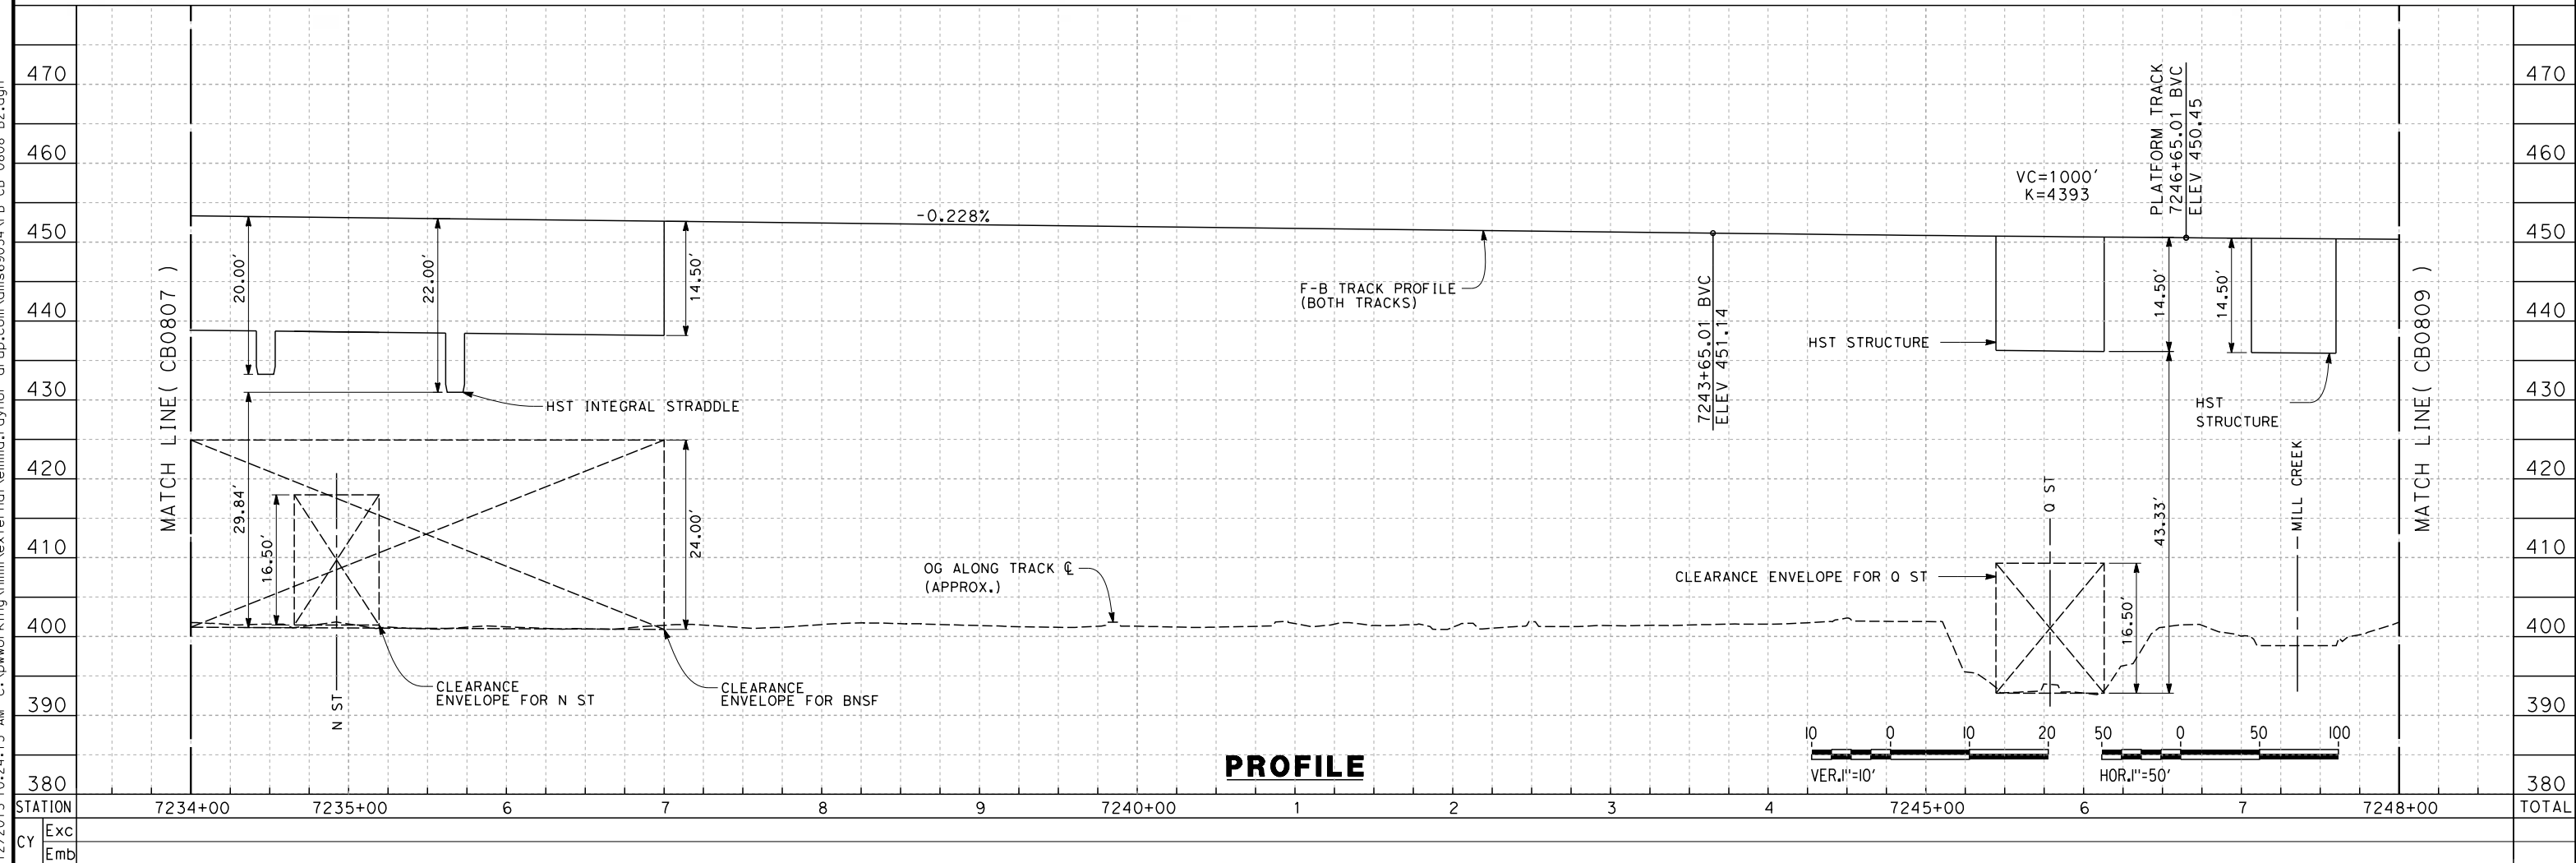 470
460
450
440
430
420
410
400
390
380
470
460
450
440
430
420
410
400
390
380
MATCH LINE( CB0807 )
20.00'
22.00'
14.50'
-0.228%
F-B TRACK PROFILE
(BOTH TRACKS)
7243+65.01 BVC
ELEV 451.14
VC=1000'
K=4393
PLATFORM TRACK
7246+65.01 BVC
ELEV 450.45
14.50'
14.50'
HST STRUCTURE
HST
STRUCTURE
HST INTEGRAL STRADDLE
29.84'
16.50'
24.00'
N ST
CLEARANCE
ENVELOPE FOR N ST
CLEARANCE
ENVELOPE FOR BNSF
OG ALONG TRACK ℄
(APPROX.)
CLEARANCE ENVELOPE FOR Q ST
Q ST
43.33'
16.50'
MILL CREEK
MATCH LINE( CB0809 )
PROFILE
10 0 10 20
VER.1"=10'
50 0 50 100
HOR.1"=50'
STATION 7234+00 7235+00 6 7 8 9 7240+00 1 2 3 4 7245+00 6 7 7248+00 TOTAL
CY
Exc
Emb